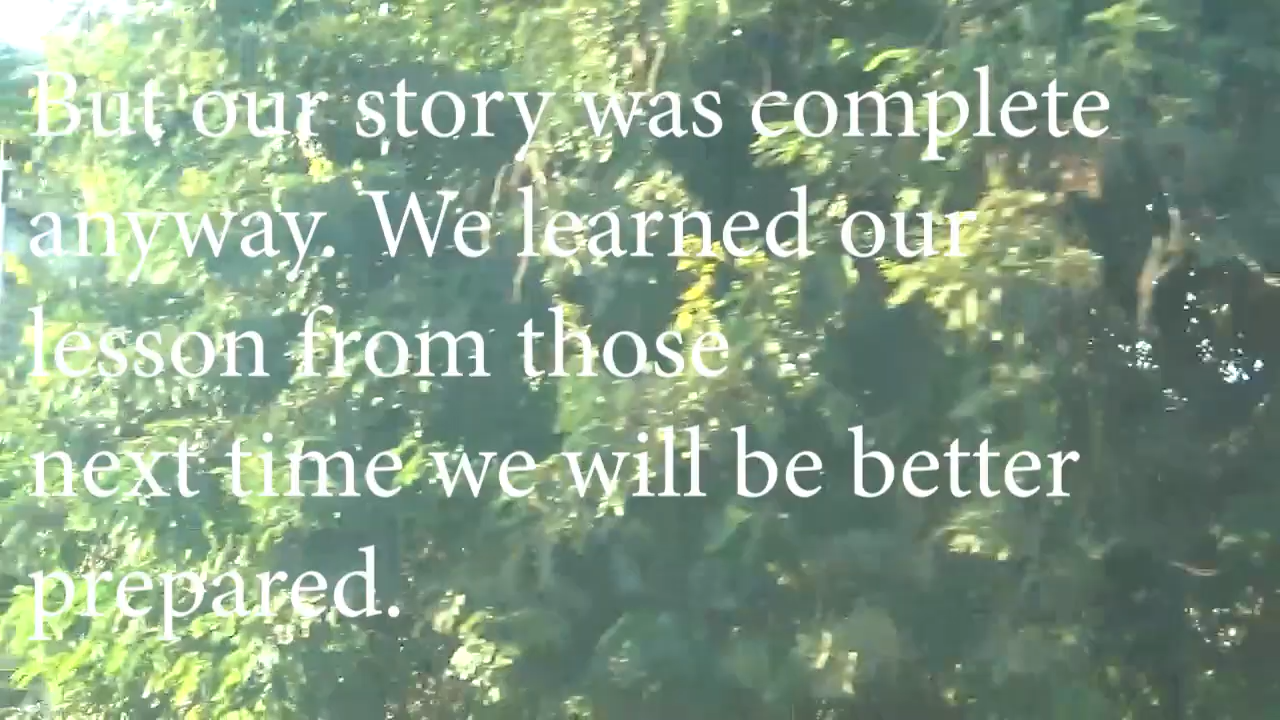 But our story was complete
anyway. We learned our
lesson from those
next time we will be better
prepared.